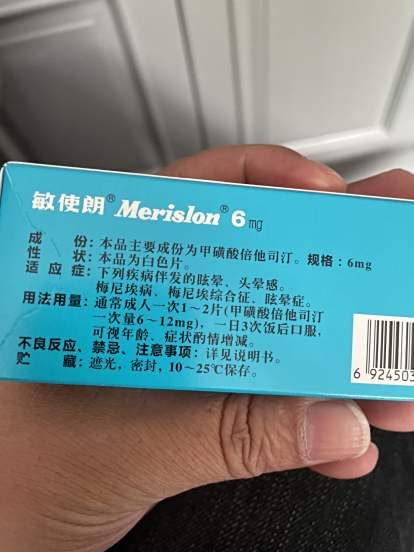 敏使朗® Merislon® 6mg
成　　份：本品主要成份为甲磺酸倍他司汀。规格：6mg
性　　状：本品为白色片。
适 应 症：下列疾病伴发的眩晕、头晕感。
梅尼埃病，梅尼埃综合征，眩晕症。
用法用量：通常成人一次1～2片(甲磺酸倍他司汀
一次量6～12mg)，一日3次饭后口服，
可视年龄、症状酌情增减。
不良反应、禁忌、注意事项：详见说明书。
贮　　藏：遮光，密封，10～25℃保存。
6 924503